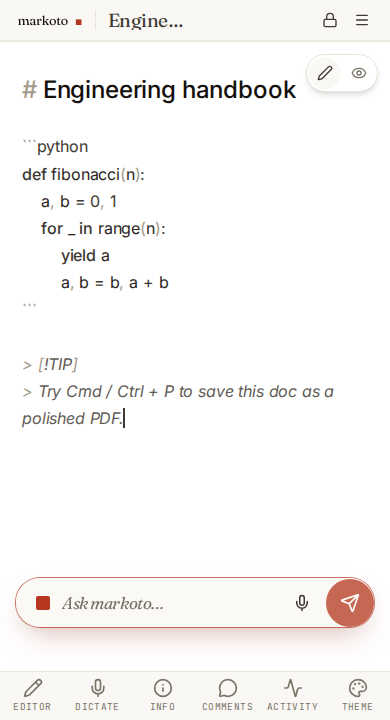 markoto
Engine...
# Engineering handbook
```python
def fibonacci(n):
    a, b = 0, 1
    for _ in range(n):
        yield a
        a, b = b, a + b
```
> [!TIP]
> Try Cmd / Ctrl + P to save this doc as a
polished PDF.
Ask markoto...
EDITOR
DICTATE
INFO
COMMENTS
ACTIVITY
THEME